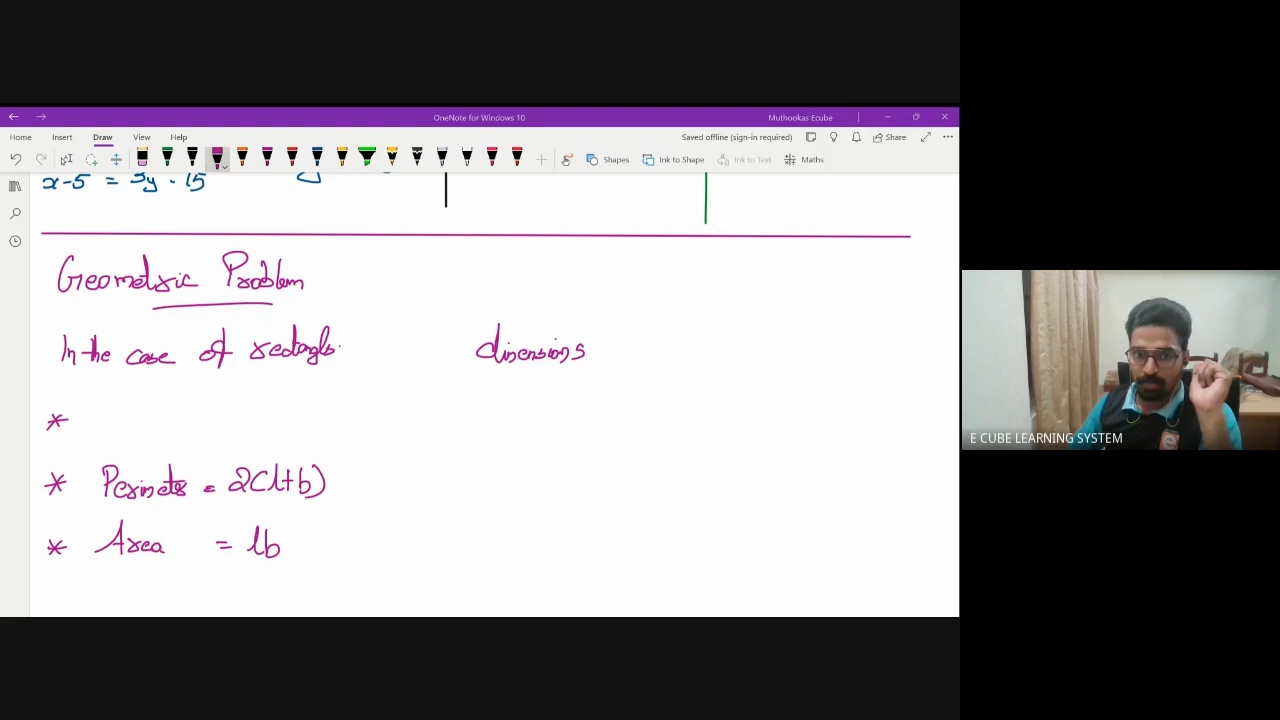 OneNote for Windows 10
Muthookas Ecube
Home Insert Draw View Help
Saved offline (sign-in required)
Share
Shapes
Ink to Shape
Ink to Text
Maths
x-5 = 3y - 15
Geometric Problem
In the case of rectangle.
dimensions
*
* Perimeter = 2(l+b)
* Area = lb
E CUBE LEARNING SYSTEM